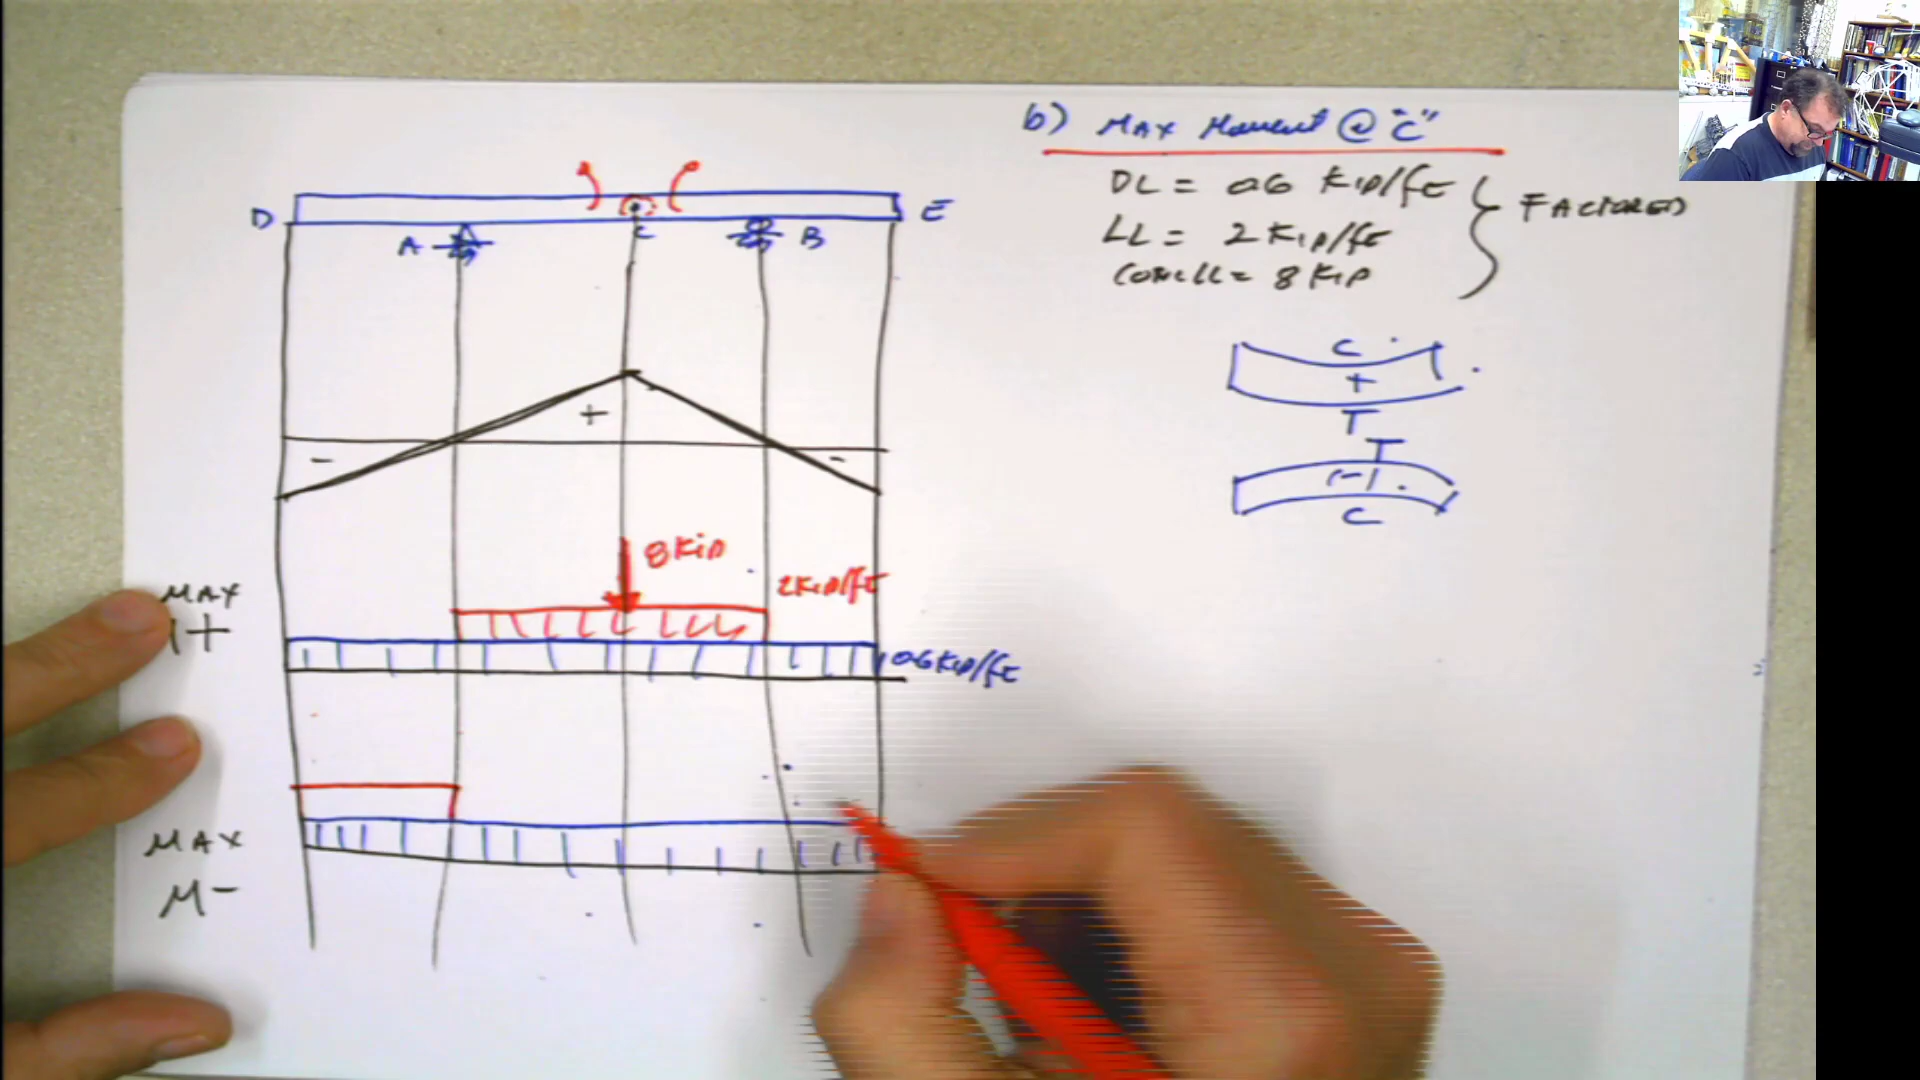 b) MAX Moment @ "C"
DL = 0.6 KIP/ft
LL = 2 KIP/ft
FACTORED
CONC LL = 8 KIP
D
E
A
C
B
C
+
T
T
(-)
C
+
-
-
8 KIP
2 KIP/ft
MAX
M+
0.6 KIP/ft
MAX
M-